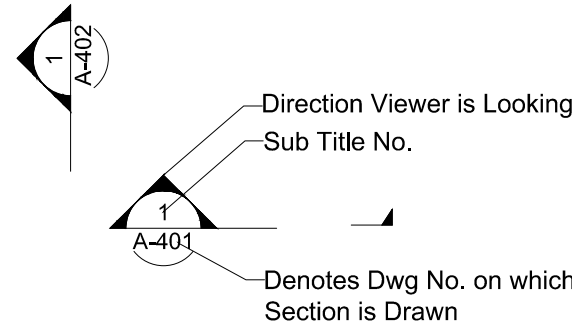 1
A-402
Direction Viewer is Looking
Sub Title No.
1
A-401
Denotes Dwg No. on which
Section is Drawn